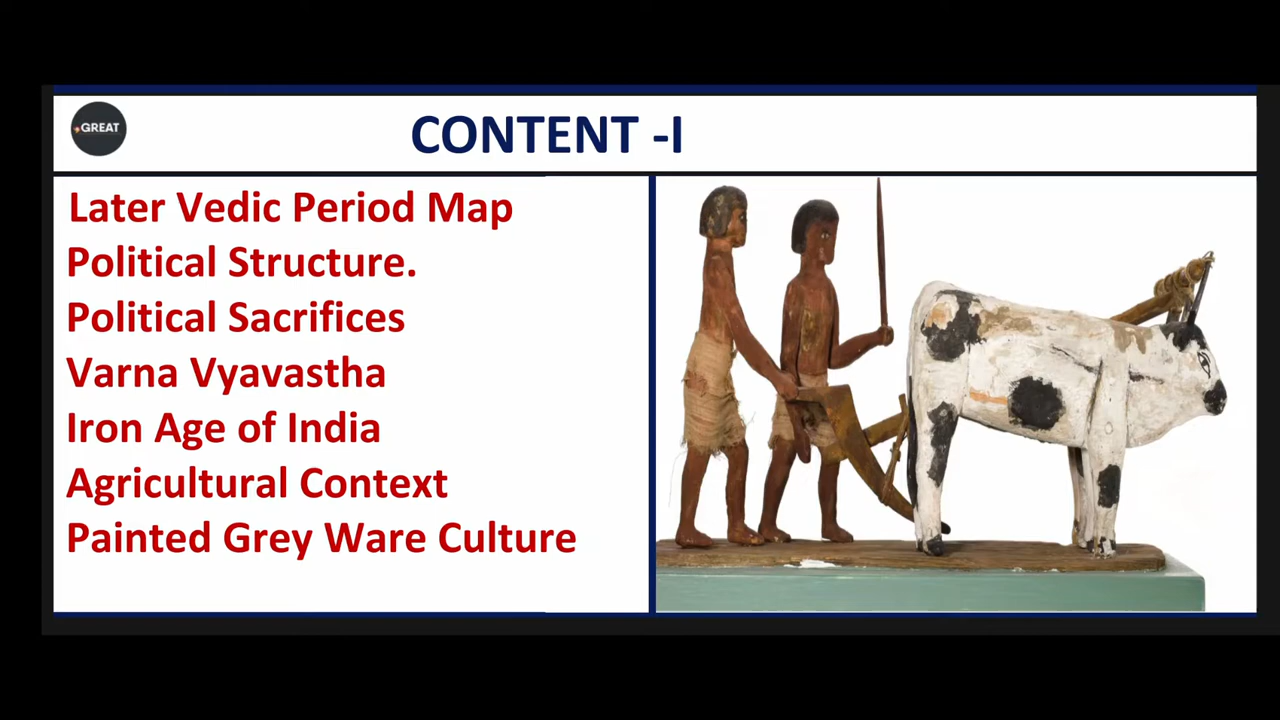 GREAT
CONTENT -I
Later Vedic Period Map
Political Structure.
Political Sacrifices
Varna Vyavastha
Iron Age of India
Agricultural Context
Painted Grey Ware Culture